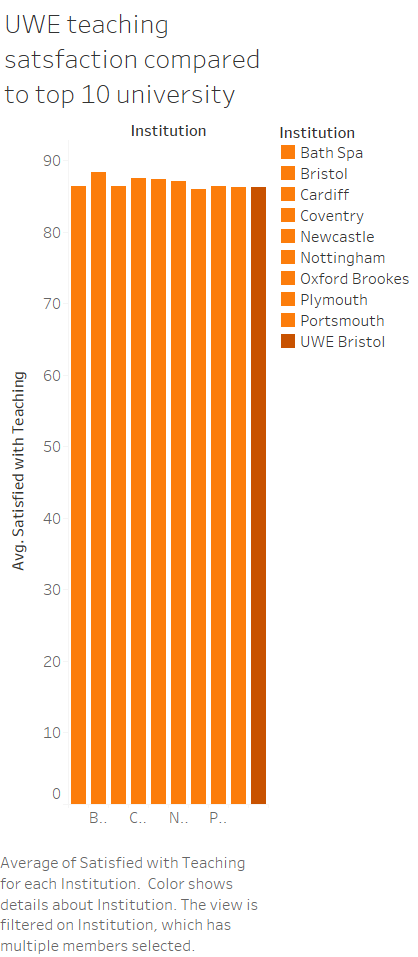 UWE teaching
satsfaction compared
to top 10 university
Institution
90
80
70
60
50
40
30
20
10
0
Avg. Satisfied with Teaching
B..
C..
N..
P..
Institution
Bath Spa
Bristol
Cardiff
Coventry
Newcastle
Nottingham
Oxford Brookes
Plymouth
Portsmouth
UWE Bristol
Average of Satisfied with Teaching
for each Institution. Color shows
details about Institution. The view is
filtered on Institution, which has
multiple members selected.